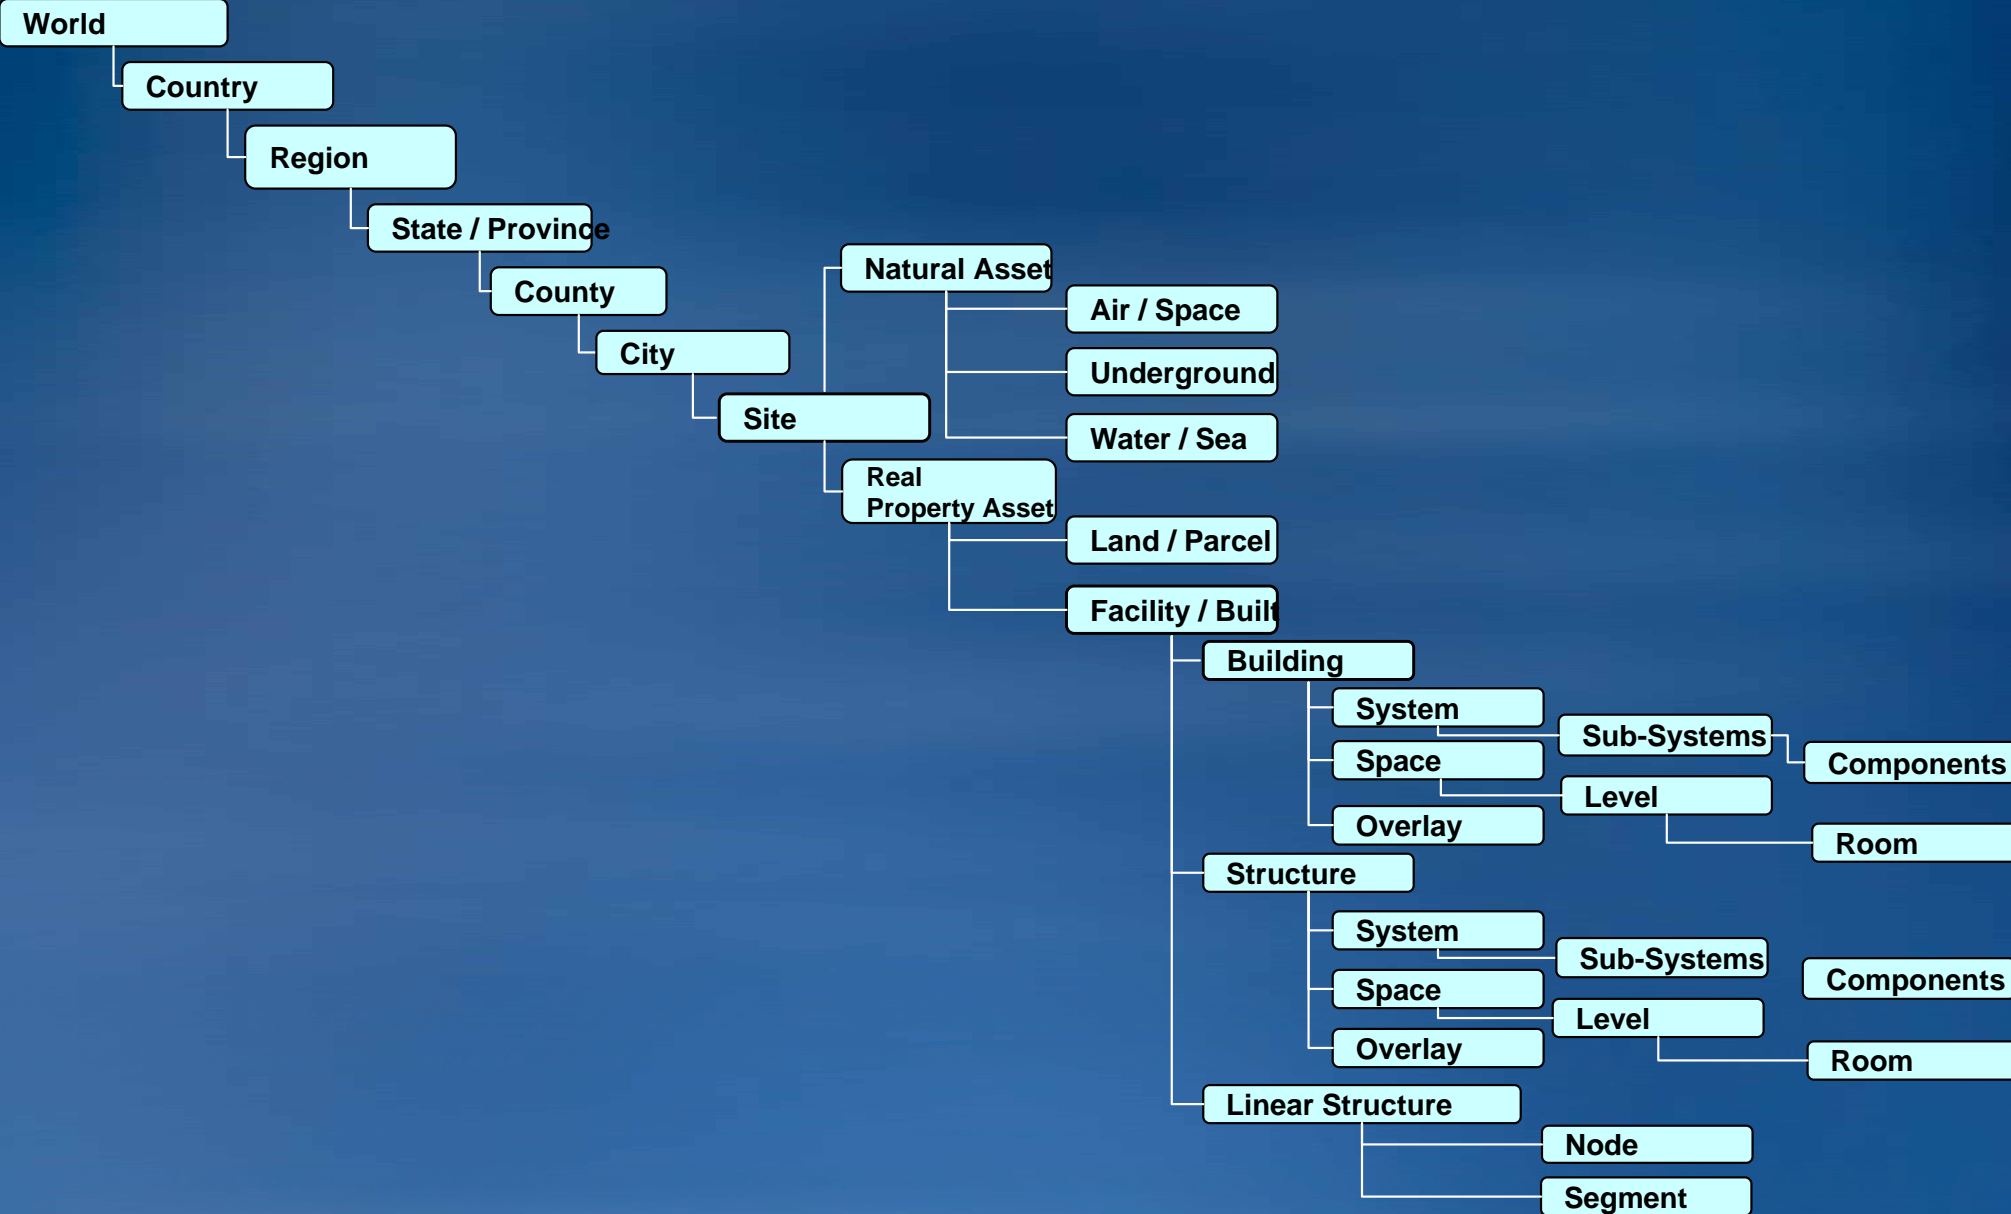 World
Country
Region
State / Province
County
City
Site
Natural Asset
Air / Space
Underground
Water / Sea
Real
Property Asset
Land / Parcel
Facility / Built
Building
System
Sub-Systems
Components
Space
Level
Room
Overlay
Structure
System
Sub-Systems
Components
Space
Level
Room
Overlay
Linear Structure
Node
Segment